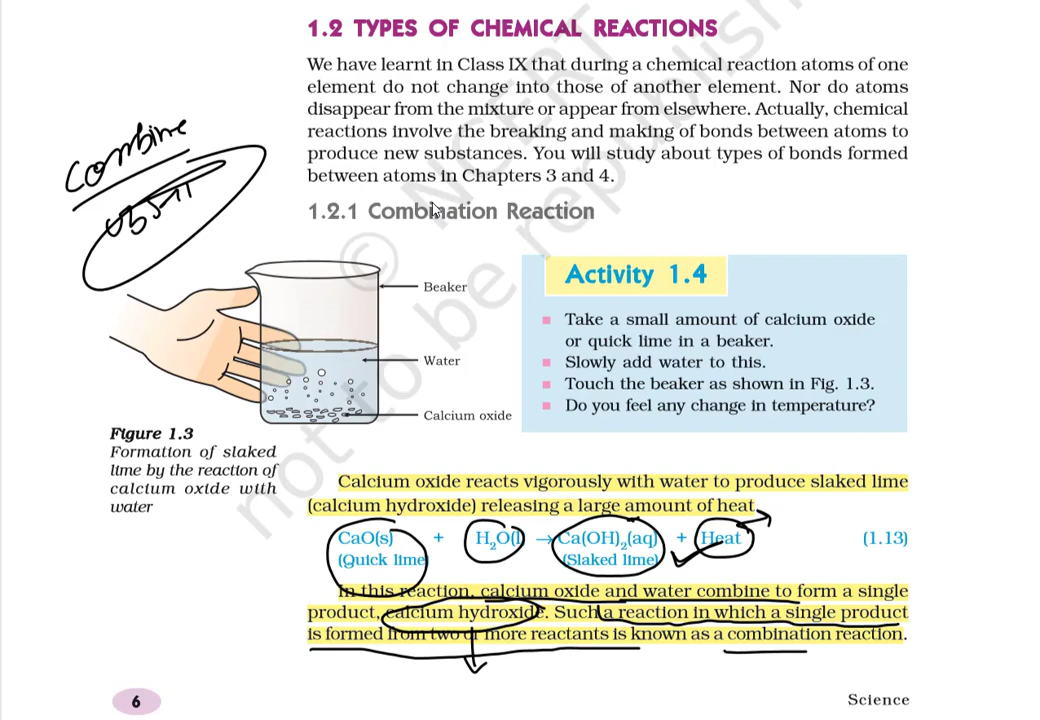 1.2 TYPES OF CHEMICAL REACTIONS
We have learnt in Class IX that during a chemical reaction atoms of one
element do not change into those of another element. Nor do atoms
disappear from the mixture or appear from elsewhere. Actually, chemical
reactions involve the breaking and making of bonds between atoms to
produce new substances. You will study about types of bonds formed
between atoms in Chapters 3 and 4.
Combine
1.2.1 Combination Reaction
Beaker
Water
Calcium oxide
Figure 1.3
Formation of slaked
lime by the reaction of
calcium oxide with
water
Activity 1.4
Take a small amount of calcium oxide
or quick lime in a beaker.
Slowly add water to this.
Touch the beaker as shown in Fig. 1.3.
Do you feel any change in temperature?
Calcium oxide reacts vigorously with water to produce slaked lime
(calcium hydroxide) releasing a large amount of heat
CaO(s) + H₂O(l) → Ca(OH)₂(aq) + Heat (1.13)
(Quick lime (Slaked lime)
In this reaction, calcium oxide and water combine to form a single
product, calcium hydroxide. Such a reaction in which a single product
is formed from two or more reactants is known as a combination reaction.
6
Science
© NCERT
not to be republish